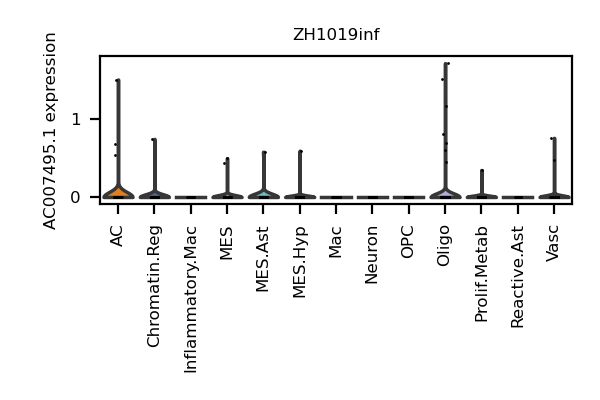 ZH1019inf
AC007495.1 expression
1
0
AC
Chromatin.Reg
Inflammatory.Mac
MES
MES.Ast
MES.Hyp
Mac
Neuron
OPC
Oligo
Prolif.Metab
Reactive.Ast
Vasc